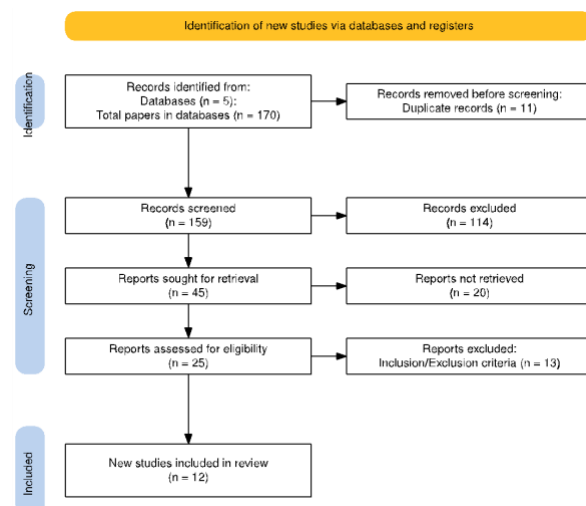 Identification of new studies via databases and registers
Identification
Records identified from:
Databases (n = 5):
Total papers in databases (n = 170)
Records removed before screening:
Duplicate records (n = 11)
Screening
Records screened
(n = 159)
Records excluded
(n = 114)
Reports sought for retrieval
(n = 45)
Reports not retrieved
(n = 20)
Reports assessed for eligibility
(n = 25)
Reports excluded:
Inclusion/Exclusion criteria (n = 13)
Included
New studies included in review
(n = 12)